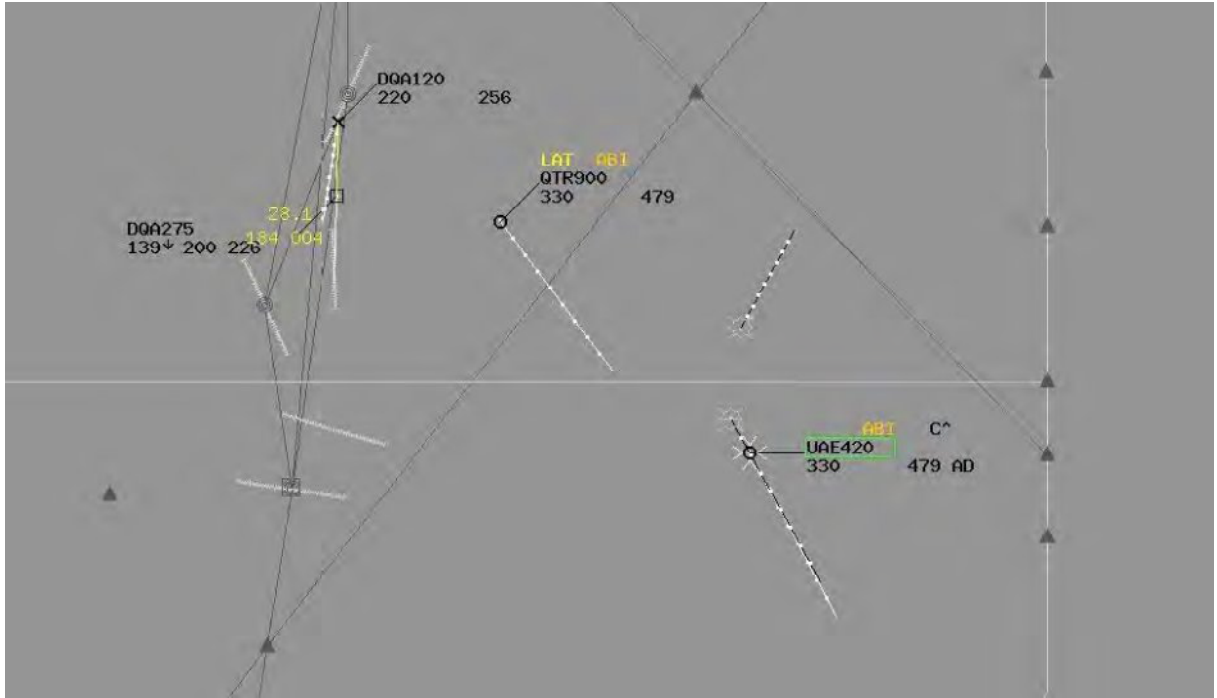 DQA120
220 256
LAT ABI
QTR900
330 479
28.1
184 004
DQA275
139↓ 200 226
ABI C^
UAE420
330 479 AD